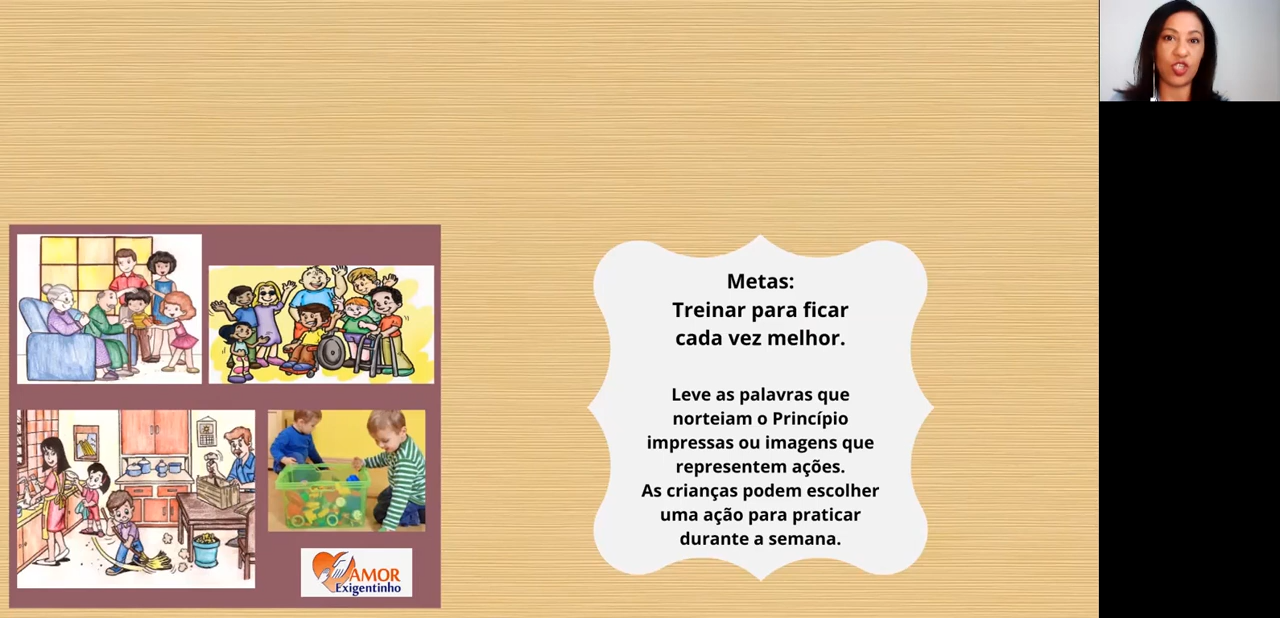 Metas:
Treinar para ficar
cada vez melhor.
Leve as palavras que
norteiam o Princípio
impressas ou imagens que
representem ações.
As crianças podem escolher
uma ação para praticar
durante a semana.
AMOR
Exigentinho